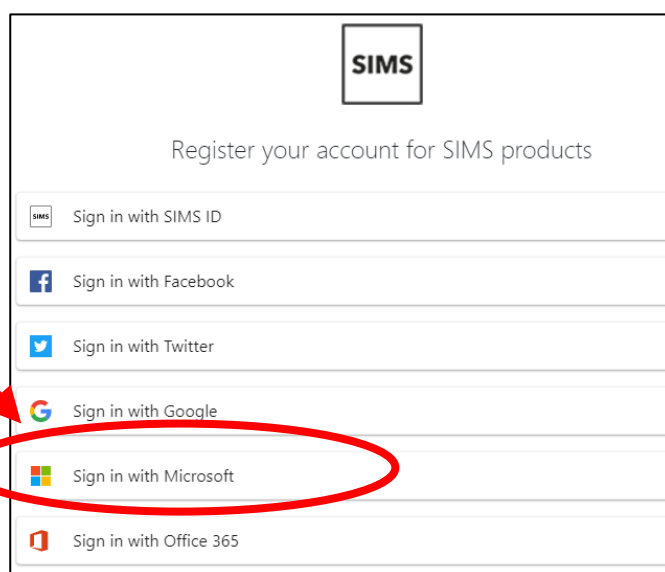 SIMS
Register your account for SIMS products
SIMS Sign in with SIMS ID
f Sign in with Facebook
Sign in with Twitter
G Sign in with Google
Sign in with Microsoft
Sign in with Office 365